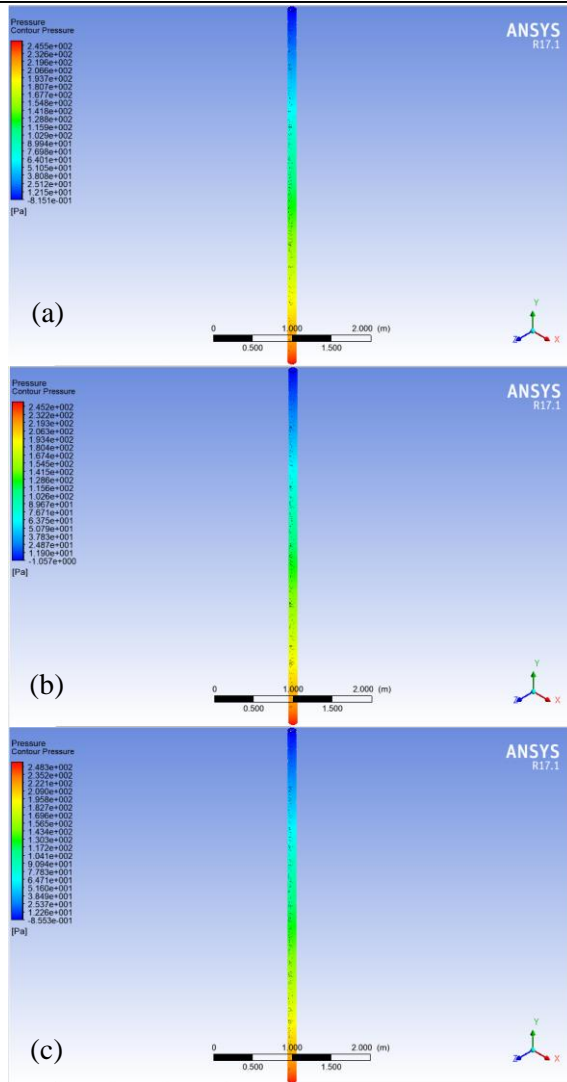 Pressure
Contour Pressure
2.455e+002
2.326e+002
2.196e+002
2.066e+002
1.937e+002
1.807e+002
1.677e+002
1.548e+002
1.418e+002
1.288e+002
1.159e+002
1.029e+002
8.994e+001
7.698e+001
6.401e+001
5.105e+001
3.808e+001
2.512e+001
1.215e+001
-8.151e-001
[Pa]
ANSYS
R17.1
(a)
0 1.000 2.000 (m)
0.500 1.500
Y
Z X
Pressure
Contour Pressure
2.452e+002
2.322e+002
2.193e+002
2.063e+002
1.934e+002
1.804e+002
1.674e+002
1.545e+002
1.415e+002
1.286e+002
1.156e+002
1.026e+002
8.967e+001
7.671e+001
6.375e+001
5.079e+001
3.783e+001
2.487e+001
1.190e+001
-1.057e+000
[Pa]
ANSYS
R17.1
(b)
0 1.000 2.000 (m)
0.500 1.500
Y
Z X
Pressure
Contour Pressure
2.483e+002
2.352e+002
2.221e+002
2.090e+002
1.958e+002
1.827e+002
1.696e+002
1.565e+002
1.434e+002
1.303e+002
1.172e+002
1.041e+002
9.094e+001
7.783e+001
6.471e+001
5.160e+001
3.849e+001
2.537e+001
1.226e+001
-8.553e-001
[Pa]
ANSYS
R17.1
(c)
0 1.000 2.000 (m)
0.500 1.500
Y
Z X